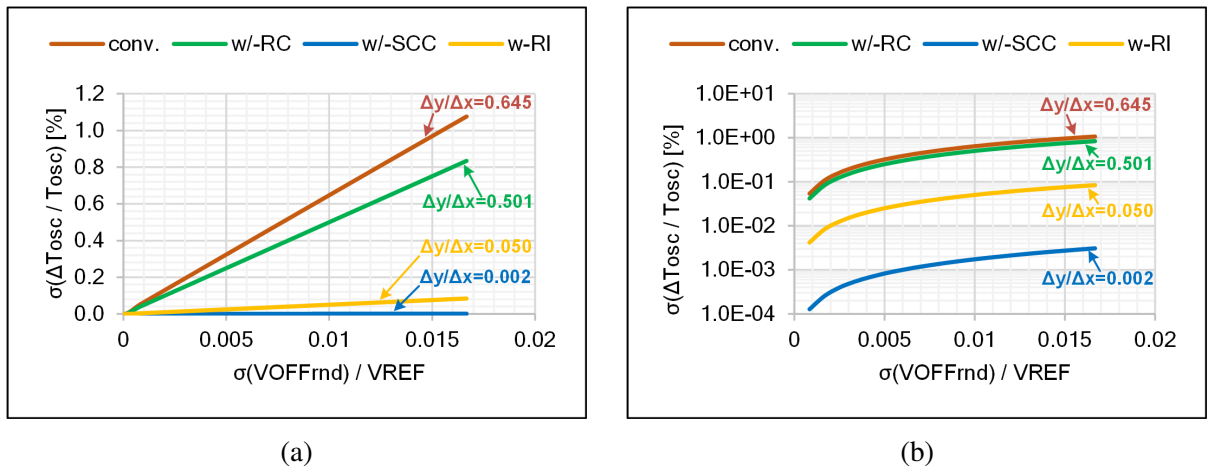 conv. w/-RC w/-SCC w-RI
σ(ΔTosc / Tosc) [%]
1.2
1.0
0.8
0.6
0.4
0.2
0.0
Δy/Δx=0.645
Δy/Δx=0.501
Δy/Δx=0.050
Δy/Δx=0.002
0 0.005 0.01 0.015 0.02
σ(VOFFrnd) / VREF
(a)
conv. w/-RC w/-SCC w-RI
σ(ΔTosc / Tosc) [%]
1.0E+01
1.0E+00
1.0E-01
1.0E-02
1.0E-03
1.0E-04
Δy/Δx=0.645
Δy/Δx=0.501
Δy/Δx=0.050
Δy/Δx=0.002
0 0.005 0.01 0.015 0.02
σ(VOFFrnd) / VREF
(b)